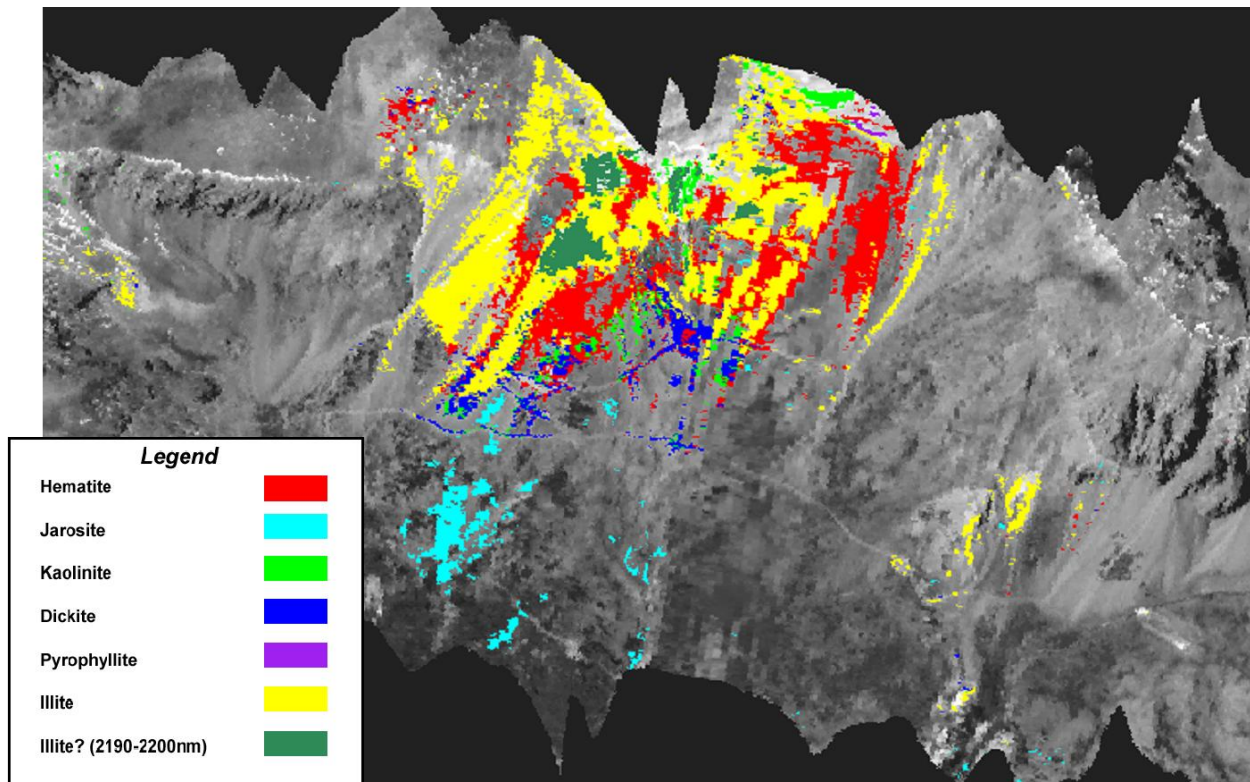 Legend
Hematite
Jarosite
Kaolinite
Dickite
Pyrophyllite
Illite
Illite? (2190-2200nm)